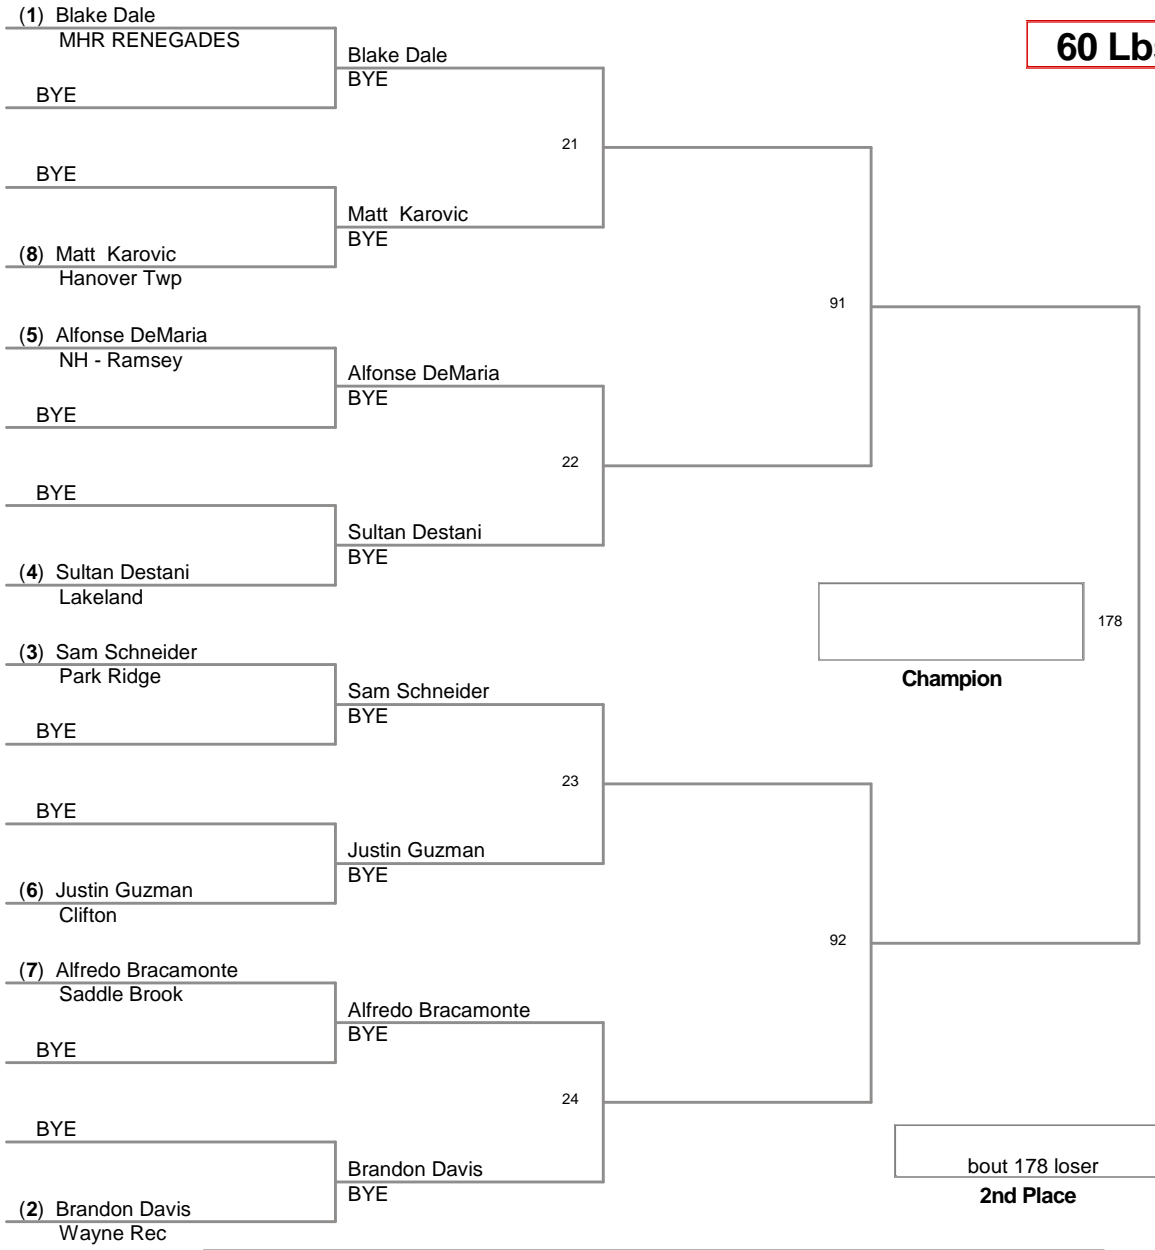 (1) Blake Dale
MHR RENEGADES
BYE
BYE
(8) Matt Karovic
Hanover Twp
(5) Alfonse DeMaria
NH - Ramsey
BYE
BYE
(4) Sultan Destani
Lakeland
(3) Sam Schneider
Park Ridge
BYE
BYE
(6) Justin Guzman
Clifton
(7) Alfredo Bracamonte
Saddle Brook
BYE
BYE
(2) Brandon Davis
Wayne Rec
Blake Dale
BYE
Matt Karovic
BYE
Alfonse DeMaria
BYE
Sultan Destani
BYE
Sam Schneider
BYE
Justin Guzman
BYE
Alfredo Bracamonte
BYE
Brandon Davis
BYE
21
22
23
24
91
92
60 Lbs
178
Champion
bout 178 loser
2nd Place